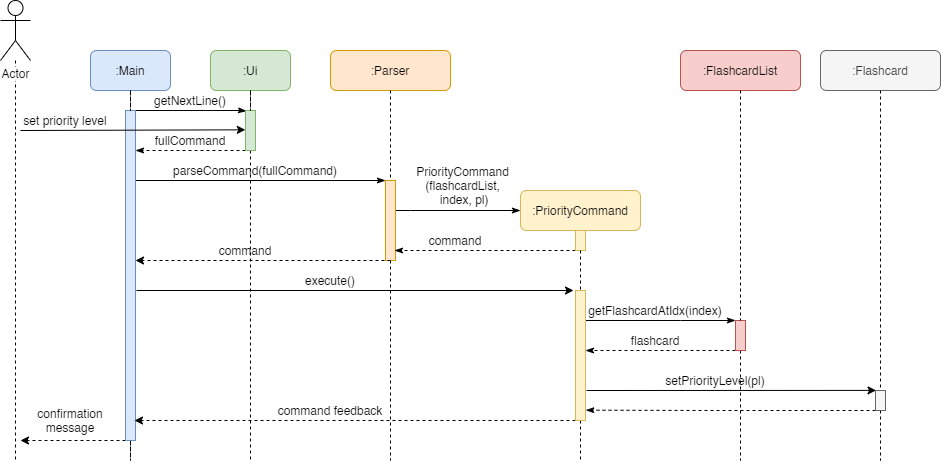 Actor
:Main
:Ui
:Parser
:FlashcardList
:Flashcard
getNextLine()
set priority level
fullCommand
parseCommand(fullCommand)
PriorityCommand
(flashcardList,
index, pl)
:PriorityCommand
command
command
execute()
getFlashcardAtIdx(index)
flashcard
setPriorityLevel(pl)
command feedback
confirmation
message